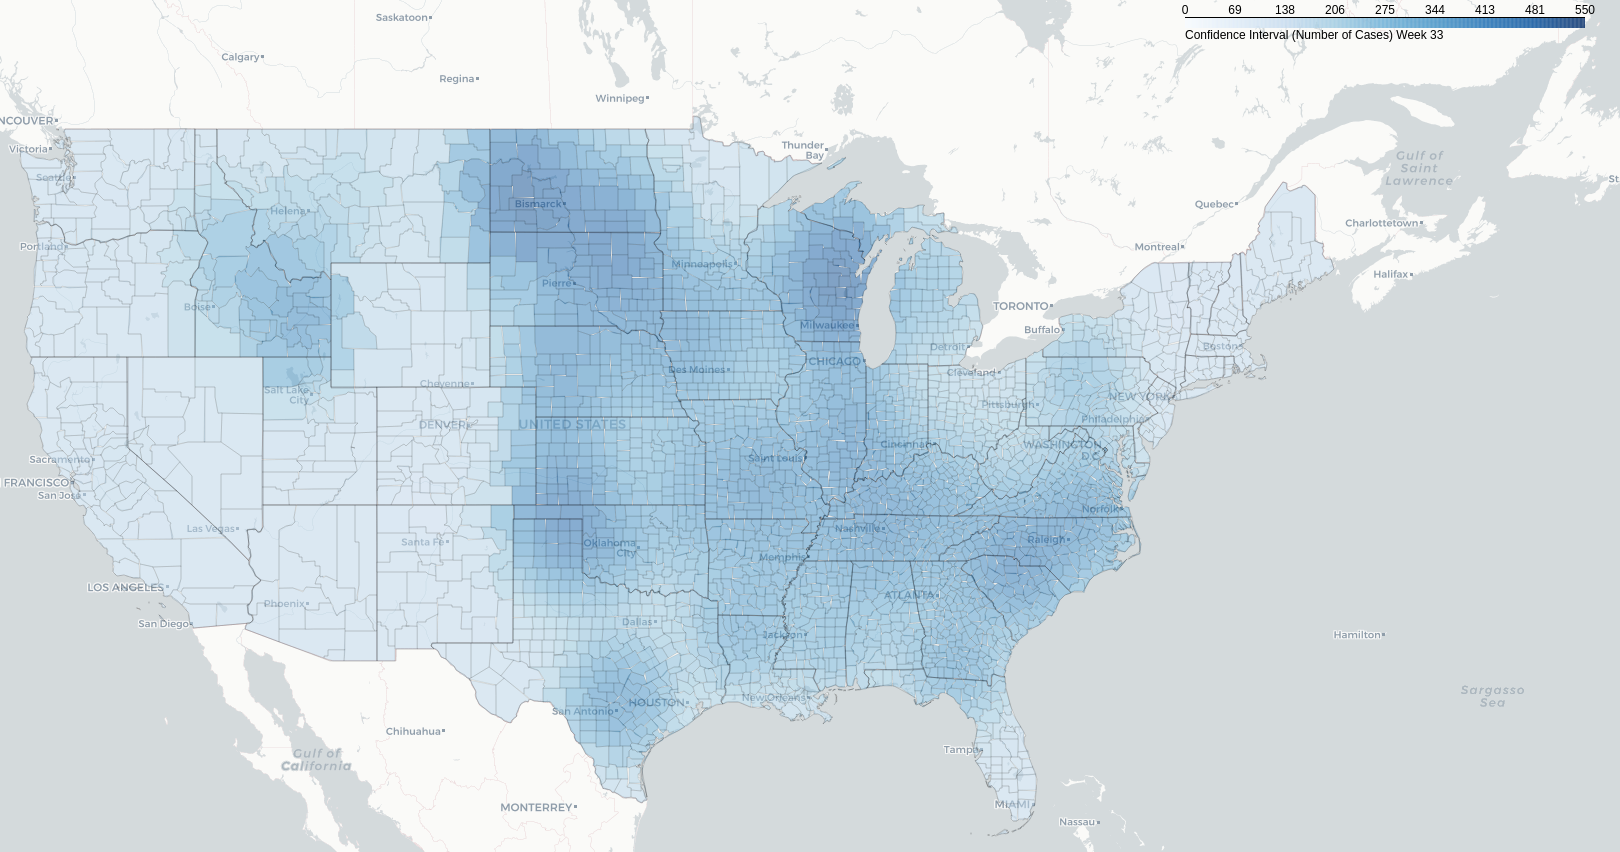 0 69 138 206 275 344 413 481 550
Confidence Interval (Number of Cases) Week 33
Saskatoon
Calgary
Regina
Winnipeg
NCOUVER
Victoria
Seattle
Thunder
Bay
Gulf of
Saint
Lawrence
St
Quebec
Charlottetown
Montreal
Halifax
Helena
Bismarck
Portland
Minneapolis
Pierre
Boise
TORONTO
Buffalo
Milwaukee
Detroit
Boston
CHICAGO
Cleveland
Des Moines
Salt Lake
City
Cheyenne
NEW YORK
Pittsburgh
Philadelphia
DENVER
UNITED STATES
Cincinnati
WASHINGTON
D.C.
Sacramento
Saint Louis
FRANCISCO
San Jose
Norfolk
Las Vegas
Nashville
Raleigh
Santa Fe
Oklahoma
City
Memphis
LOS ANGELES
ATLANTA
Phoenix
San Diego
Dallas
Jackson
Hamilton
Sargasso
Sea
New Orleans
HOUSTON
San Antonio
Chihuahua
Gulf of
California
Tampa
MONTERREY
MIAMI
Nassau